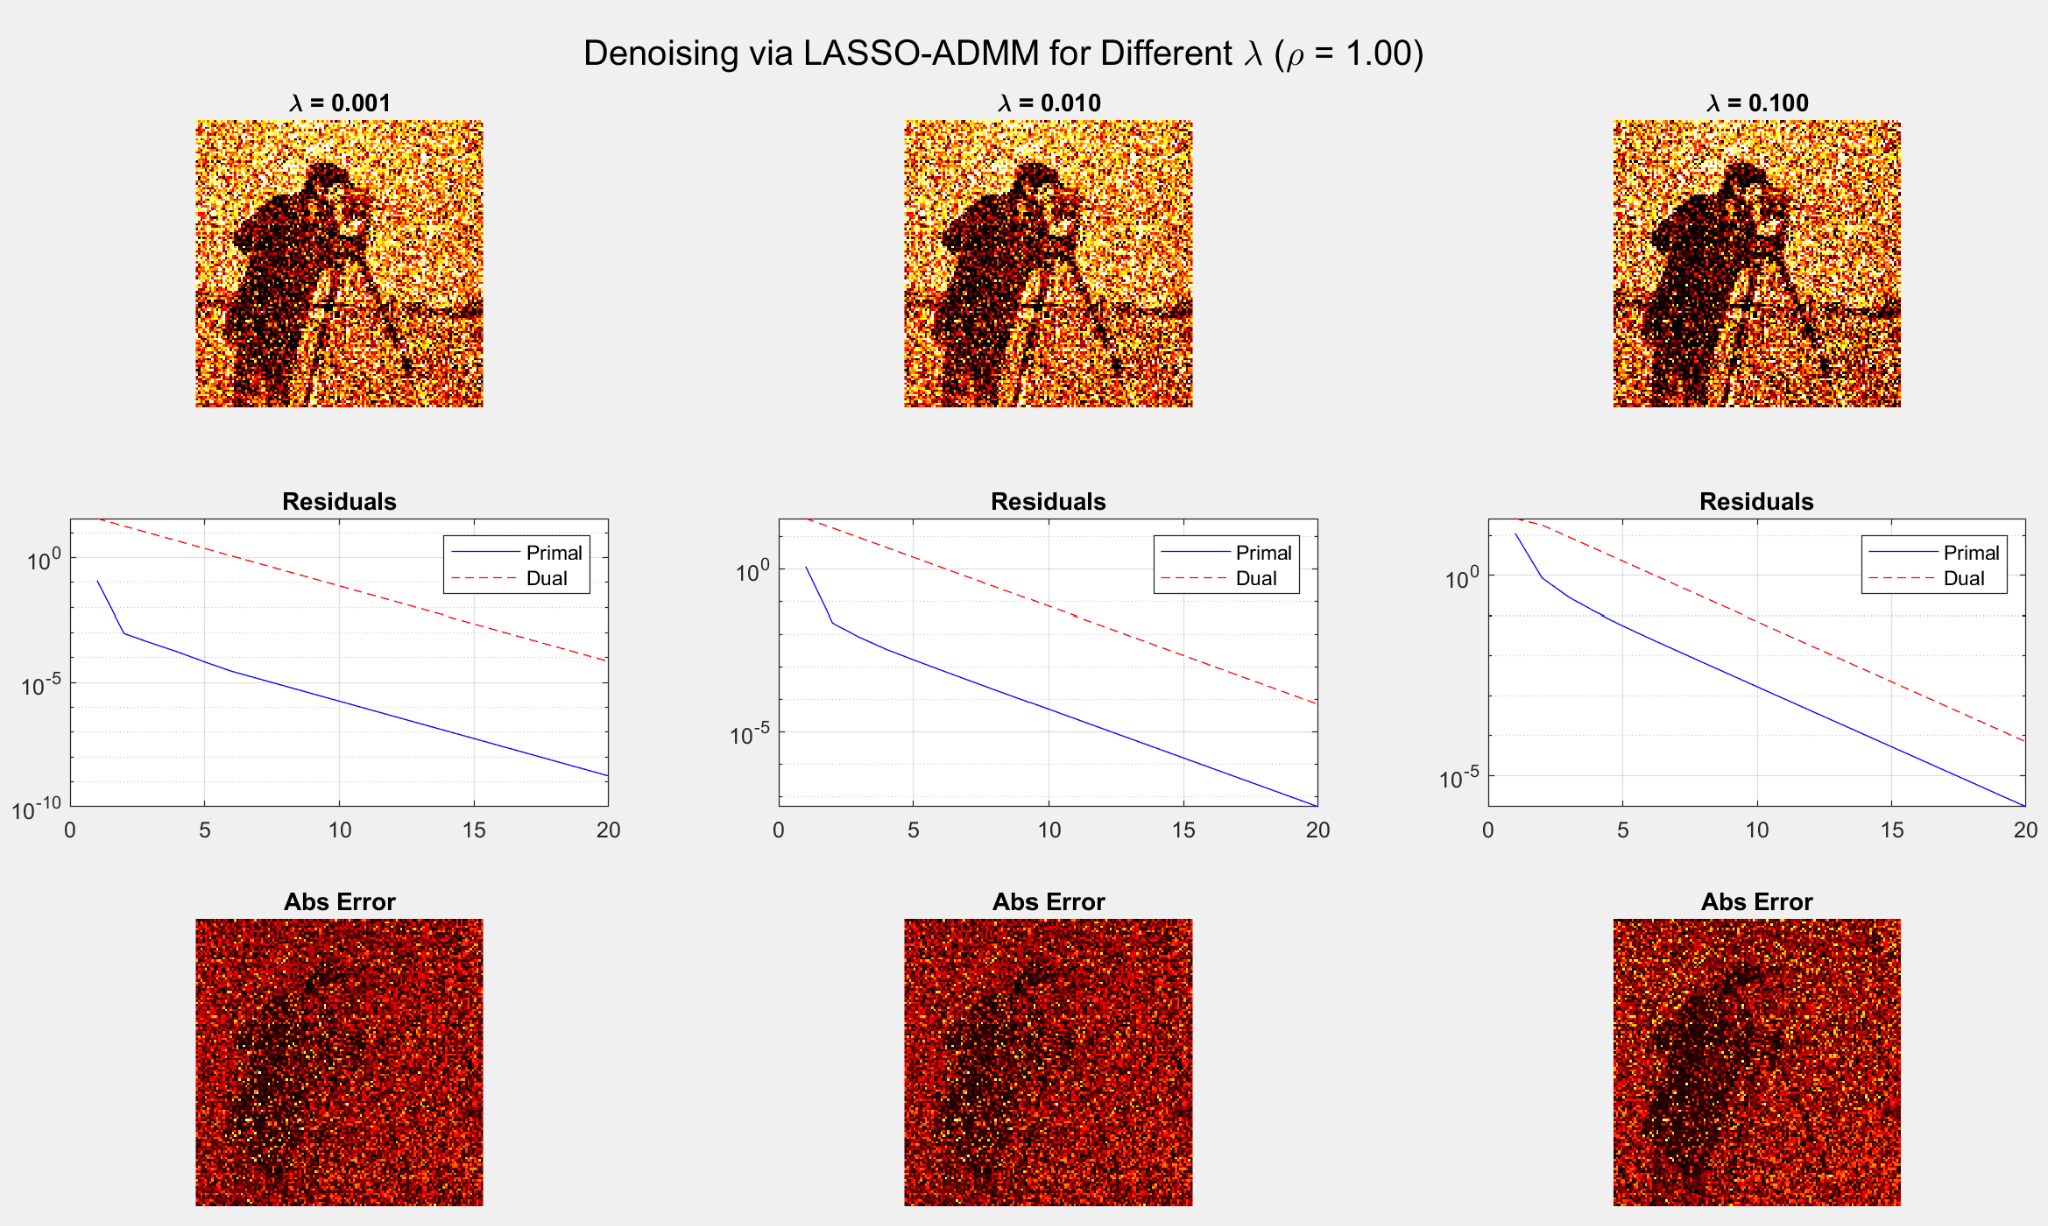 Denoising via LASSO-ADMM for Different λ (ρ = 1.00)
λ = 0.001
λ = 0.010
λ = 0.100
Residuals
10^0
10^-5
10^-10
0 5 10 15 20
Primal
Dual
Residuals
10^0
10^-5
0 5 10 15 20
Primal
Dual
Residuals
10^0
10^-5
0 5 10 15 20
Primal
Dual
Abs Error
Abs Error
Abs Error